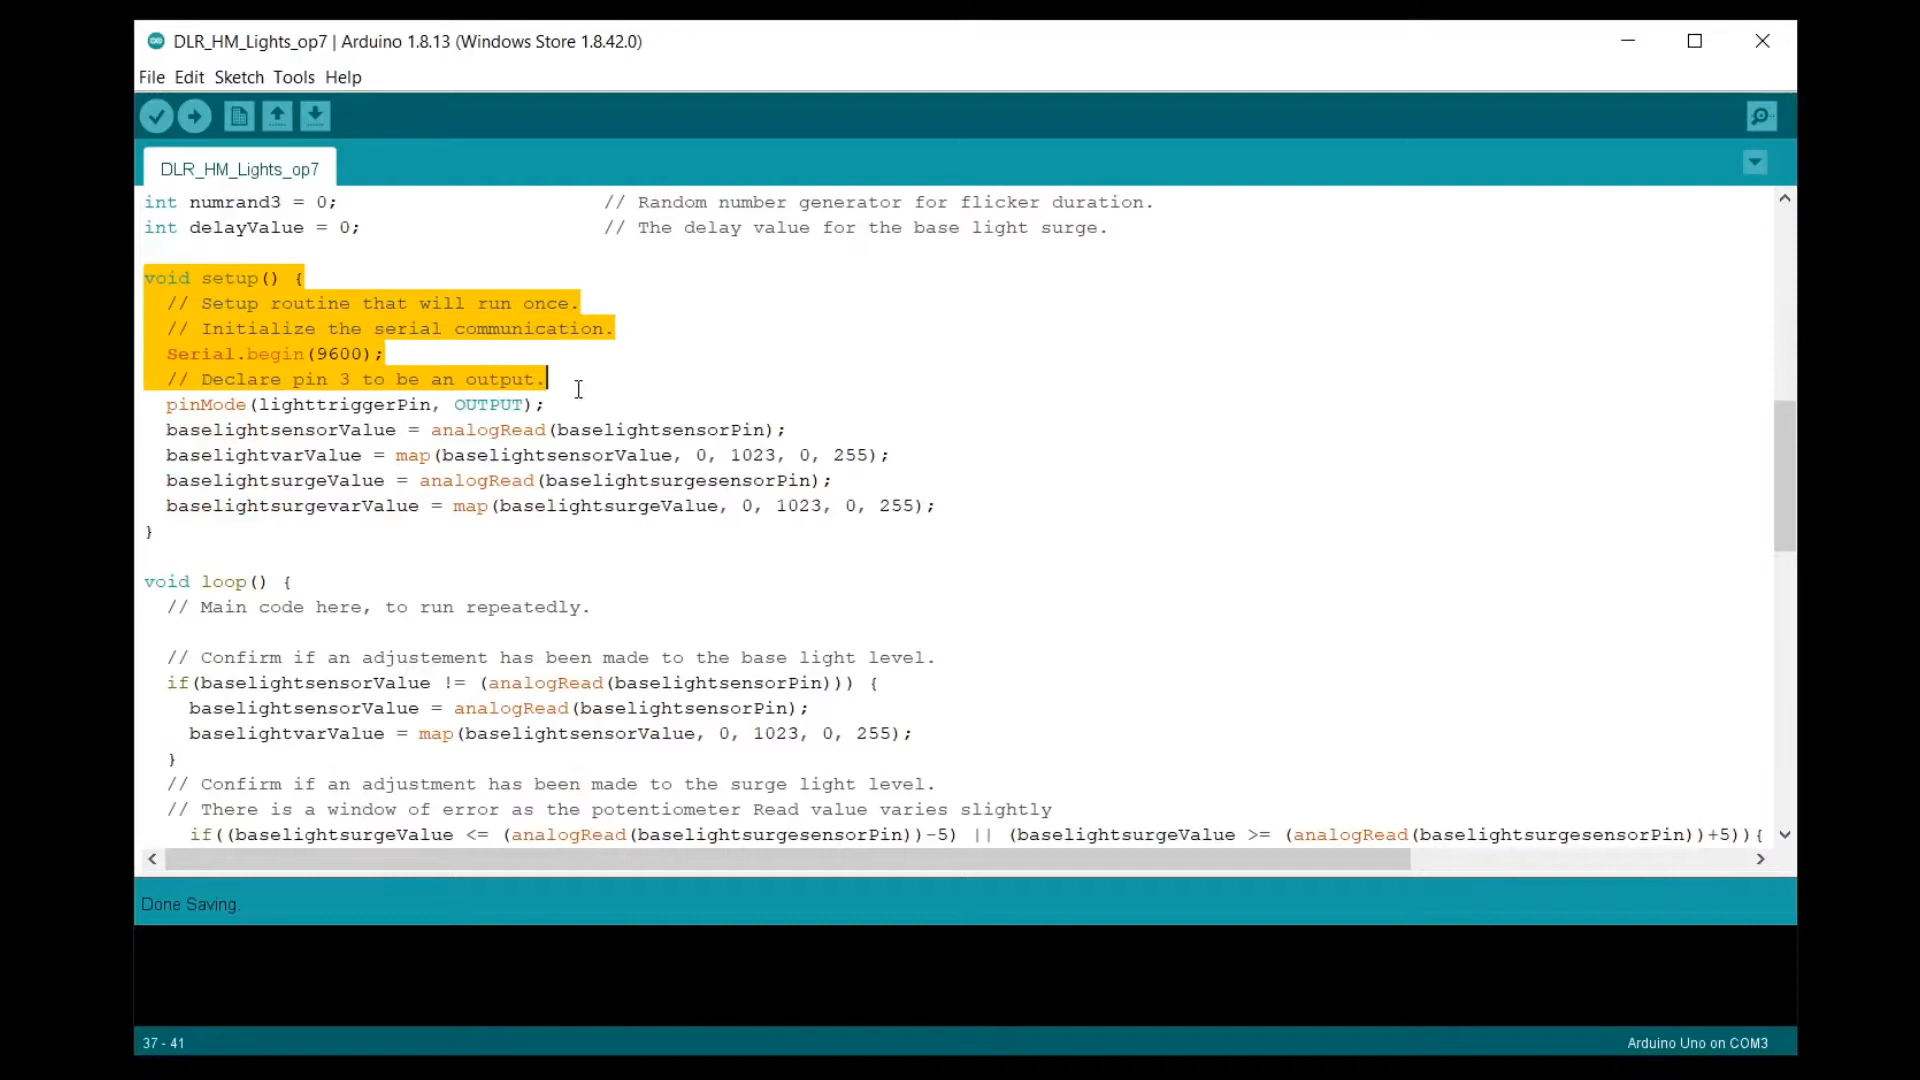 DLR_HM_Lights_op7 | Arduino 1.8.13 (Windows Store 1.8.42.0)
File Edit Sketch Tools Help
DLR_HM_Lights_op7
int numrand3 = 0; // Random number generator for flicker duration.
int delayValue = 0; // The delay value for the base light surge.
void setup() {
// Setup routine that will run once.
// Initialize the serial communication.
Serial.begin(9600);
// Declare pin 3 to be an output.
pinMode(lighttriggerPin, OUTPUT);
baselightsensorValue = analogRead(baselightsensorPin);
baselightvarValue = map(baselightsensorValue, 0, 1023, 0, 255);
baselightsurgeValue = analogRead(baselightsurgesensorPin);
baselightsurgevarValue = map(baselightsurgeValue, 0, 1023, 0, 255);
}
void loop() {
// Main code here, to run repeatedly.
// Confirm if an adjustement has been made to the base light level.
if(baselightsensorValue != (analogRead(baselightsensorPin))) {
baselightsensorValue = analogRead(baselightsensorPin);
baselightvarValue = map(baselightsensorValue, 0, 1023, 0, 255);
}
// Confirm if an adjustment has been made to the surge light level.
// There is a window of error as the potentiometer Read value varies slightly
if((baselightsurgeValue <= (analogRead(baselightsurgesensorPin))-5) || (baselightsurgeValue >= (analogRead(baselightsurgesensorPin))+5)){
Done Saving.
37 - 41 Arduino Uno on COM3